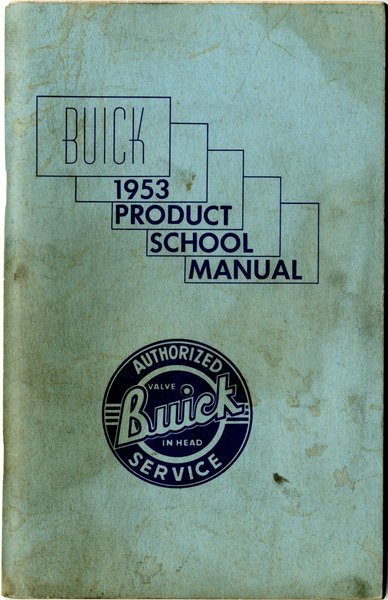 BUICK
1953
PRODUCT
SCHOOL
MANUAL
AUTHORIZED
VALVE
Buick
IN HEAD
SERVICE